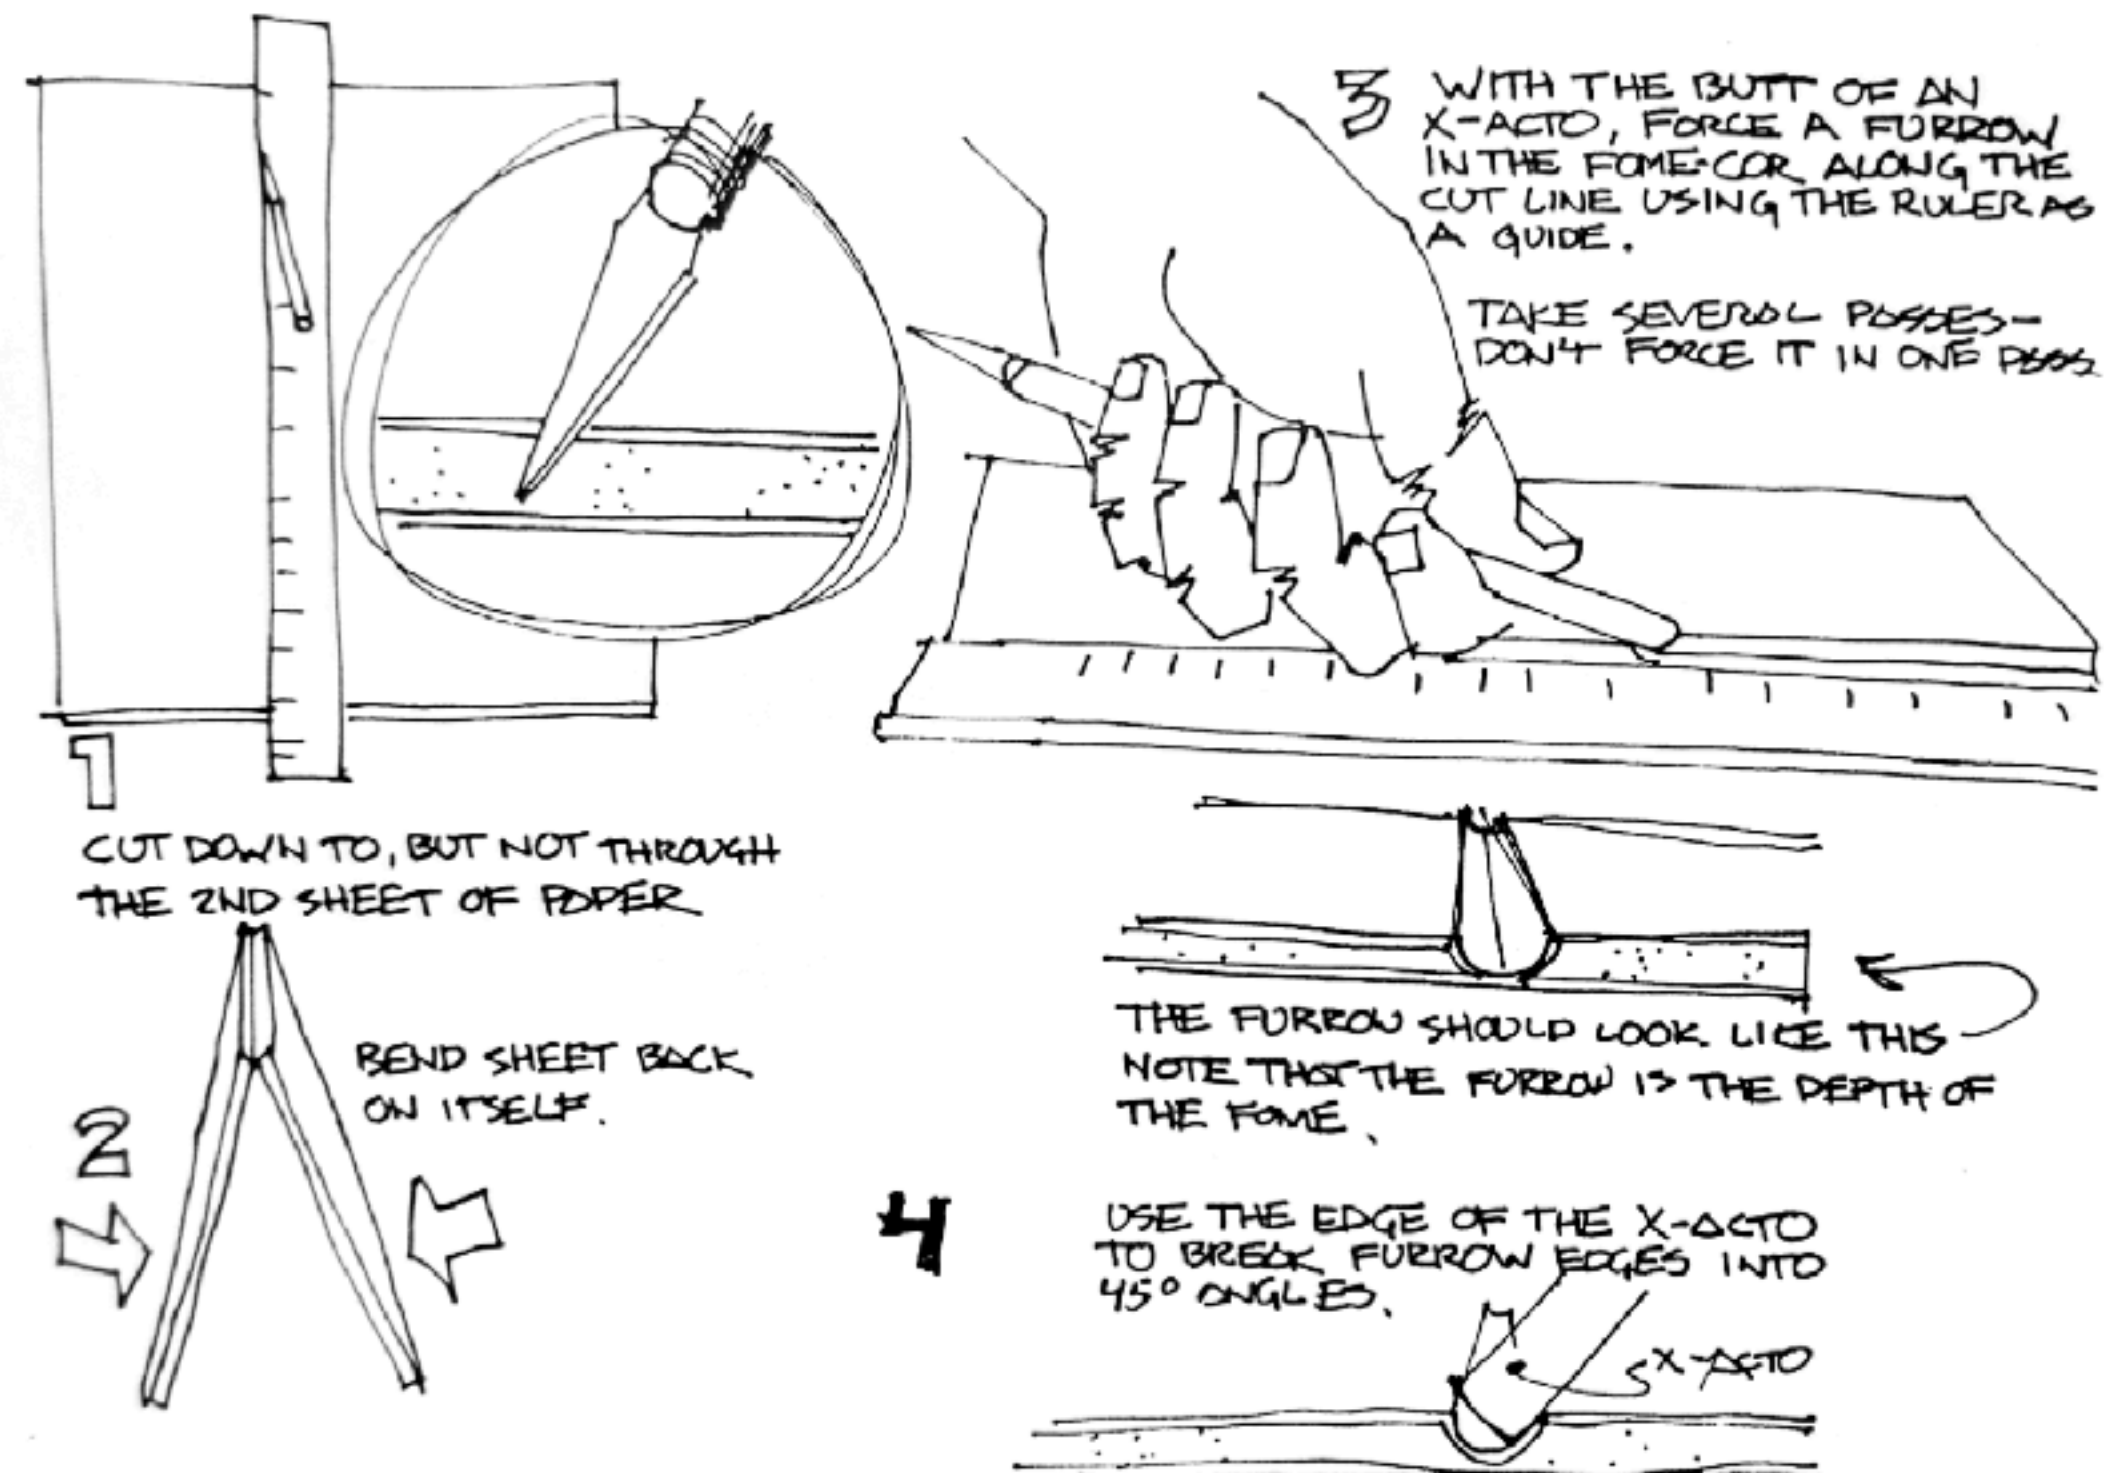 1
CUT DOWN TO, BUT NOT THROUGH
THE 2ND SHEET OF PAPER
2
BEND SHEET BACK
ON ITSELF.
3 WITH THE BUTT OF AN
X-ACTO, FORCE A FURROW
IN THE FOME-COR ALONG THE
CUT LINE USING THE RULER AS
A GUIDE.
TAKE SEVERAL PASSES-
DON'T FORCE IT IN ONE PASS
THE FURROW SHOULD LOOK LIKE THIS
NOTE THAT THE FURROW IS THE DEPTH OF
THE FOME.
4 USE THE EDGE OF THE X-ACTO
TO BREAK FURROW EDGES INTO
45° ANGLES.
X-ACTO